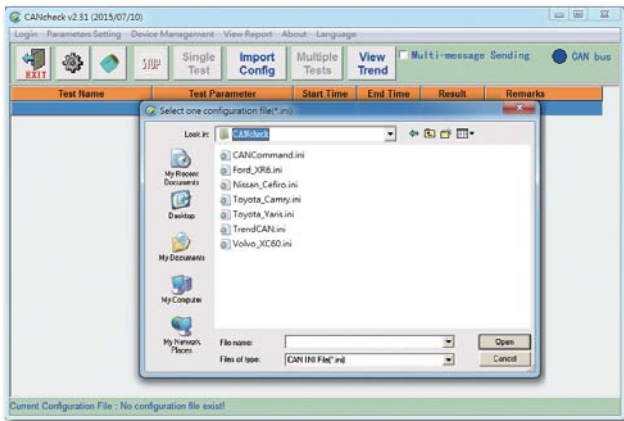 CANcheck v2.31 (2015/07/10)
Login Parameters Setting Device Management View Report About Language
EXIT
STOP
Single Test
Import Config
Multiple Tests
View Trend
Multi-message Sending
CAN bus
Test Name Test Parameter Start Time End Time Result Remarks
Select one configuration file(*.ini)
Look in: CANcheck
My Recent Documents
Desktop
My Documents
My Computer
My Network Places
CANCommand.ini
Ford_XR6.ini
Nissan_Cefiro.ini
Toyota_Camry.ini
Toyota_Yaris.ini
TrendCAN.ini
Volvo_XC60.ini
File name: Open
Files of type: CAN INI File(*.ini) Cancel
Current Configuration File : No configuration file exist!